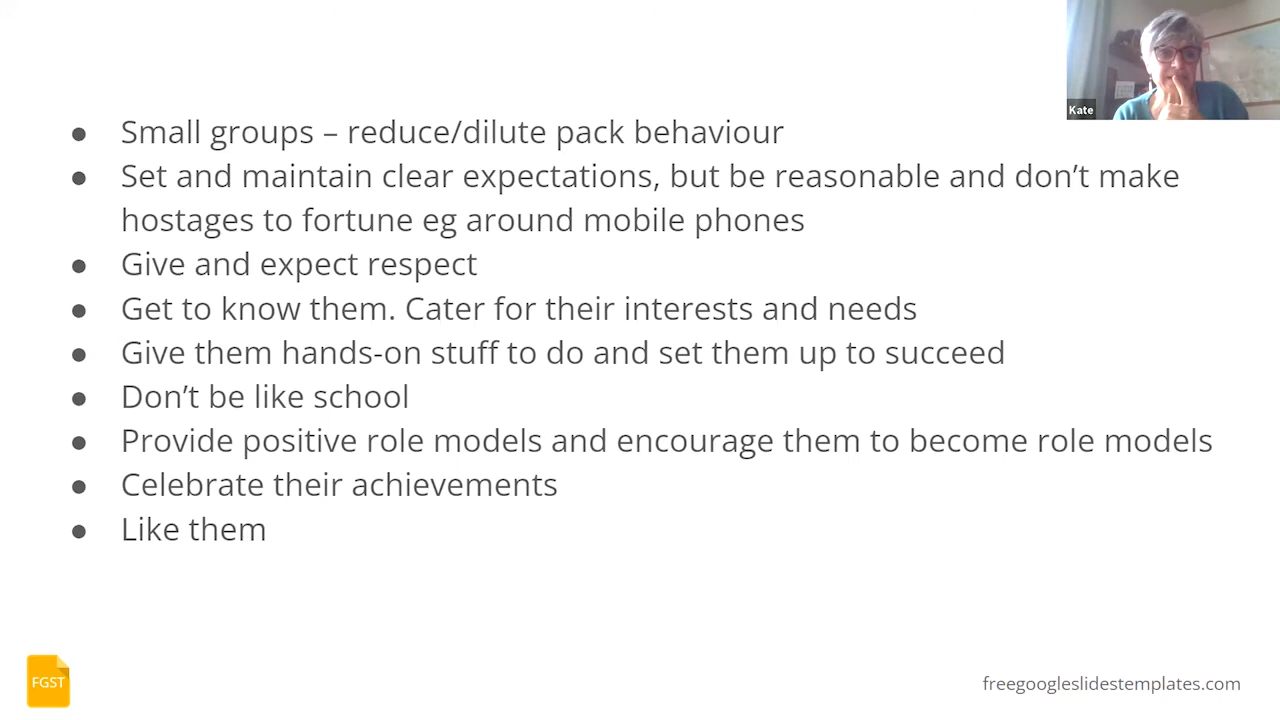 Kate
● Small groups – reduce/dilute pack behaviour
● Set and maintain clear expectations, but be reasonable and don’t make
hostages to fortune eg around mobile phones
● Give and expect respect
● Get to know them. Cater for their interests and needs
● Give them hands-on stuff to do and set them up to succeed
● Don’t be like school
● Provide positive role models and encourage them to become role models
● Celebrate their achievements
● Like them
FGST
freegoogleslidestemplates.com